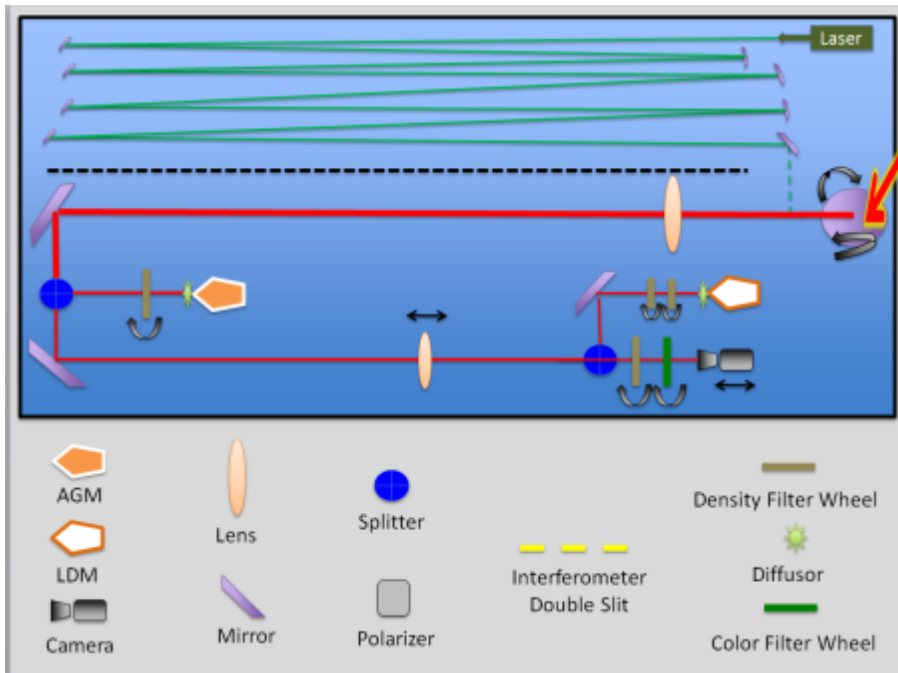 Laser
AGM
LDM
Camera
Lens
Mirror
Splitter
Polarizer
Interferometer
Double Slit
Density Filter Wheel
Diffusor
Color Filter Wheel